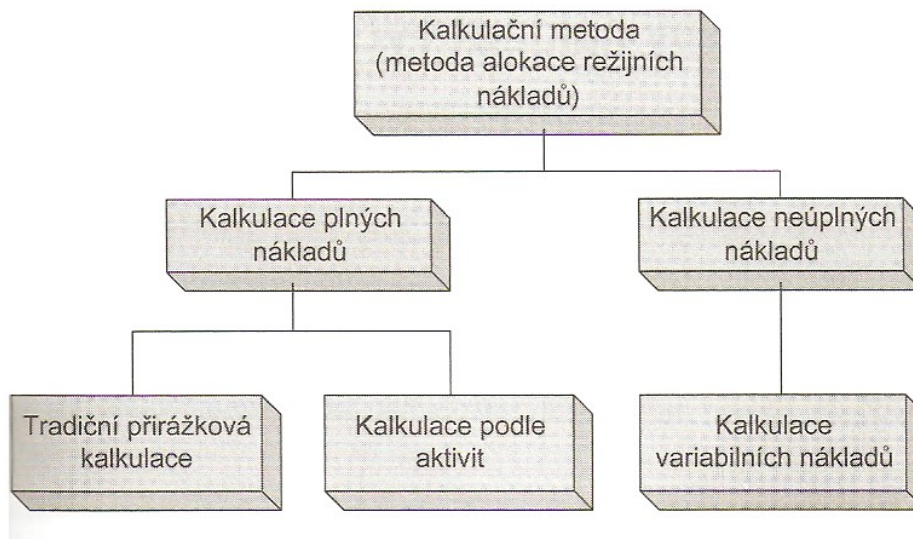 Kalkulační metoda
(metoda alokace režijních
nákladů)
Kalkulace plných
nákladů
Kalkulace neúplných
nákladů
Tradiční přirážková
kalkulace
Kalkulace podle
aktivit
Kalkulace
variabilních nákladů